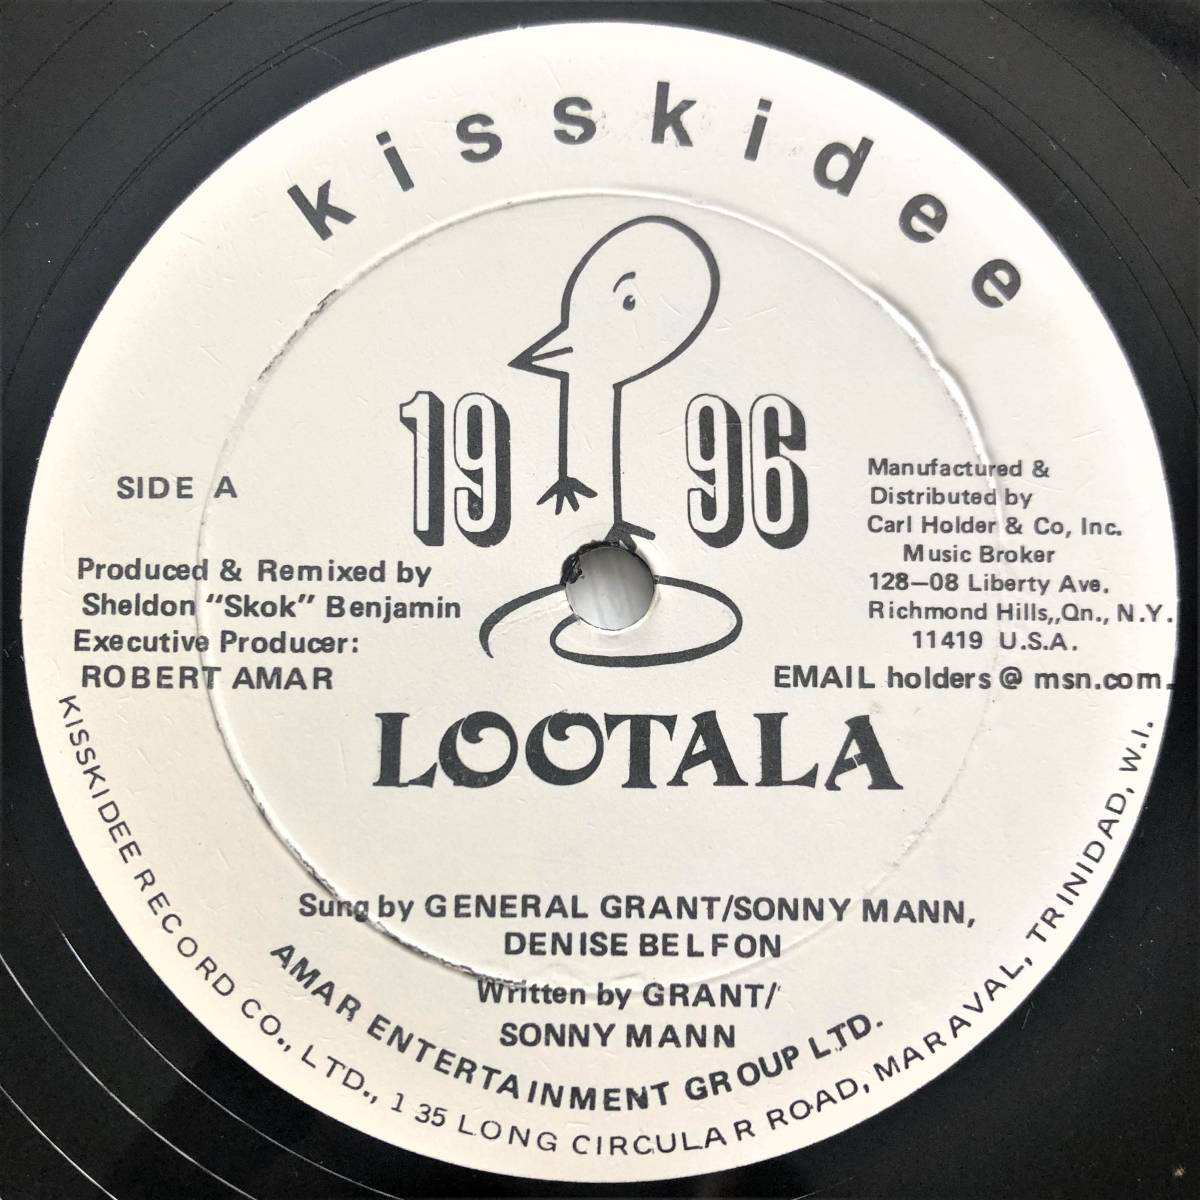 kisskidee
1996
SIDE A
Produced & Remixed by
Sheldon "Skok" Benjamin
Executive Producer:
ROBERT AMAR
Manufactured &
Distributed by
Carl Holder & Co, Inc.
Music Broker
128—08 Liberty Ave.
Richmond Hills,,Qn., N.Y.
11419 U.S.A.
EMAIL holders @ msn.com.
LOOTALA
Sung by GENERAL GRANT/SONNY MANN,
DENISE BELFON
Written by GRANT/
SONNY MANN
AMAR ENTERTAINMENT GROUP LTD.
KISSKIDEE RECORD CO., LTD., 1 35 LONG CIRCULAR ROAD, MARAVAL, TRINIDAD, W.I.